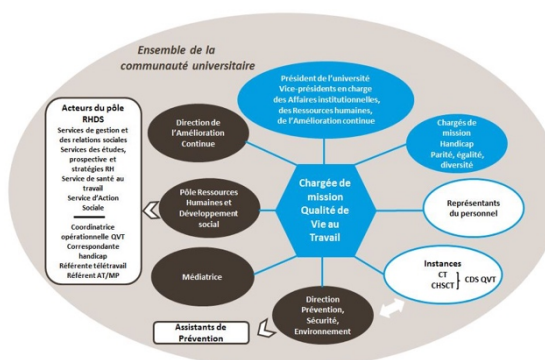 Ensemble de la
communauté universitaire
Président de l'université
Vice-présidents en charge
des Affaires institutionnelles,
des Ressources humaines,
de l'Amélioration continue
Acteurs du pôle
RHDS
Services de gestion et
des relations sociales
Services des études,
prospective et
stratégies RH
Service de santé au
travail
Service d'Action
Sociale
Coordinatrice
opérationnelle QVT
Correspondante
handicap
Référente télétravail
Référent AT/MP
Direction de
l'Amélioration
Continue
Chargés de
mission
Handicap
Parité, égalité,
diversité
Chargée de
mission
Qualité de
Vie au
Travail
Pôle Ressources
Humaines et
Développement
social
Représentants
du personnel
Médiatrice
Instances
CT
CHSCT
CDS QVT
Direction
Prévention,
Sécurité,
Environnement
Assistants de
Prévention